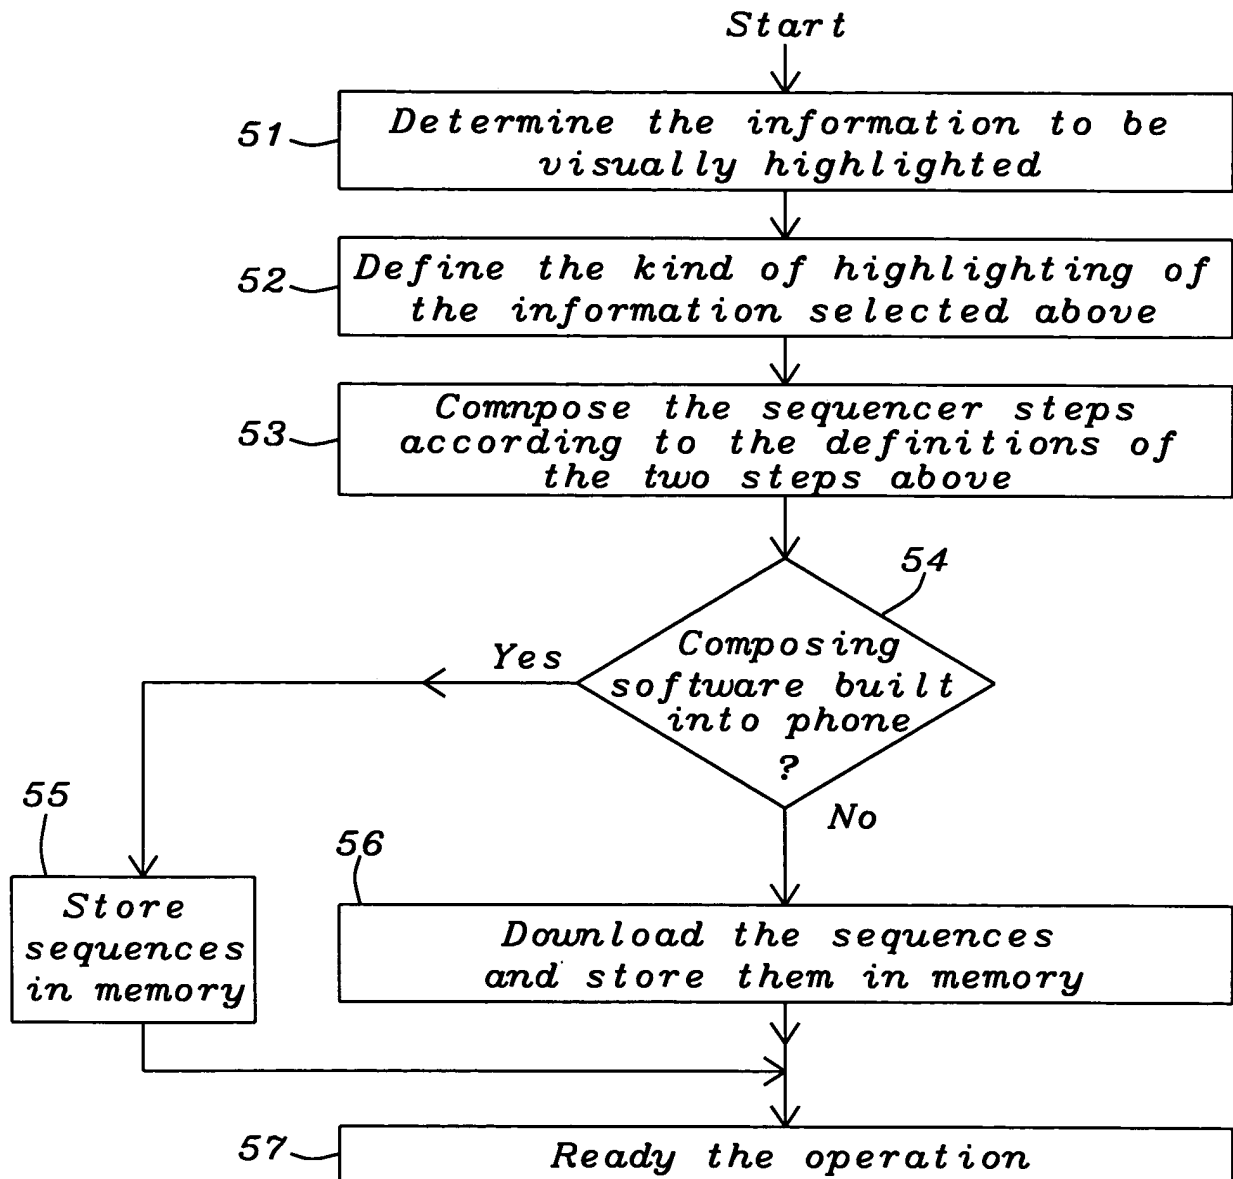 Start
51
Determine the information to be
visually highlighted
52
Define the kind of highlighting of
the information selected above
53
Comnpose the sequencer steps
according to the definitions of
the two steps above
54
Composing
software built
into phone
?
Yes
No
55
Store
sequences
in memory
56
Download the sequences
and store them in memory
57
Ready the operation